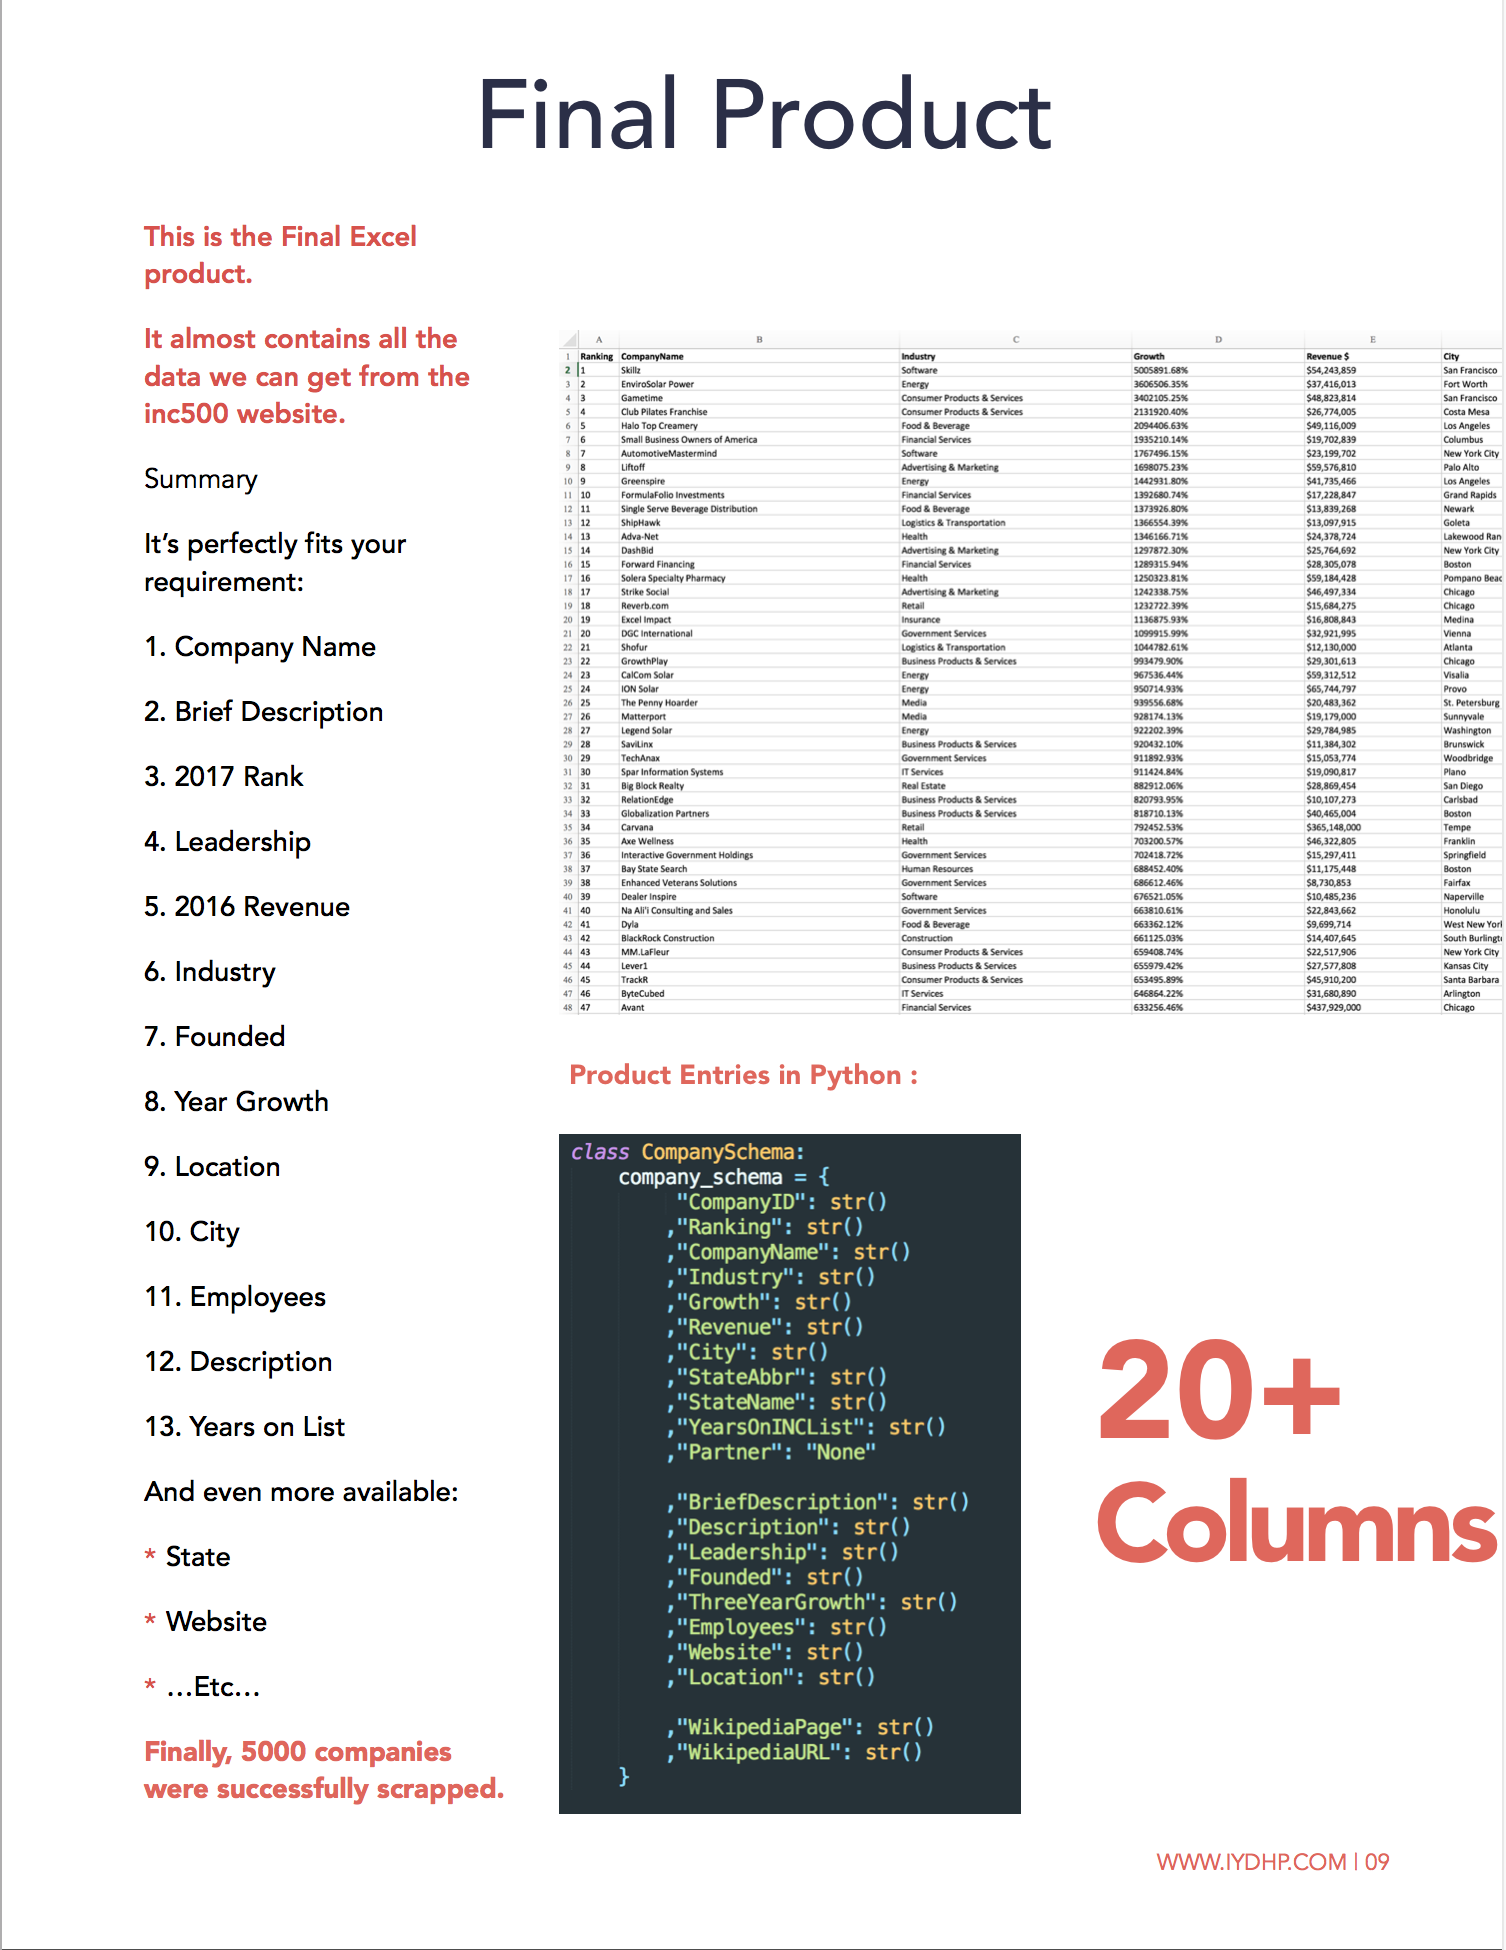 Final Product
This is the Final Excel
product.
It almost contains all the
data we can get from the
inc500 website.
Summary
It’s perfectly fits your
requirement:
1. Company Name
2. Brief Description
3. 2017 Rank
4. Leadership
5. 2016 Revenue
6. Industry
7. Founded
8. Year Growth
9. Location
10. City
11. Employees
12. Description
13. Years on List
And even more available:
* State
* Website
* ...Etc...
Finally, 5000 companies
were successfully scrapped.
A B C D E
1 Ranking CompanyName Industry Growth Revenue $ City
2 1 Skillz Software 5005891.68% $54,243,859 San Francisco
3 2 EnviroSolar Power Energy 3606506.35% $37,416,013 Fort Worth
4 3 Gametime Consumer Products & Services 3402105.25% $48,823,814 San Francisco
5 4 Club Pilates Franchise Consumer Products & Services 2131920.40% $26,774,005 Costa Mesa
6 5 Halo Top Creamery Food & Beverage 2094406.63% $49,116,009 Los Angeles
7 6 Small Business Owners of America Financial Services 1935210.14% $19,702,839 Columbus
8 7 AutomotiveMastermind Software 1767496.15% $23,199,702 New York City
9 8 Liftoff Advertising & Marketing 1698075.23% $59,576,810 Palo Alto
10 9 Greenspire Energy 1442931.80% $41,735,466 Los Angeles
11 10 FormulaFolio Investments Financial Services 1392680.74% $17,228,847 Grand Rapids
12 11 Single Serve Beverage Distribution Food & Beverage 1373926.80% $13,839,268 Newark
13 12 ShipHawk Logistics & Transportation 1366554.39% $13,097,915 Goleta
14 13 Adva-Net Health 1346166.71% $24,378,724 Lakewood Ran
15 14 DashBid Advertising & Marketing 1297872.30% $25,764,692 New York City
16 15 Forward Financing Financial Services 1289315.94% $28,305,078 Boston
17 16 Solera Specialty Pharmacy Health 1250323.81% $59,184,428 Pompano Beac
18 17 Strike Social Advertising & Marketing 1242338.75% $46,497,334 Chicago
19 18 Reverb.com Retail 1232722.39% $15,684,275 Chicago
20 19 Excel Impact Insurance 1136875.93% $16,808,843 Medina
21 20 DGC International Government Services 1099915.99% $32,921,995 Vienna
22 21 Shofur Logistics & Transportation 1044782.61% $12,130,000 Atlanta
23 22 GrowthPlay Business Products & Services 993479.90% $29,301,613 Chicago
24 23 CalCom Solar Energy 967536.44% $59,312,512 Visalia
25 24 ION Solar Energy 950714.93% $65,744,797 Provo
26 25 The Penny Hoarder Media 939556.68% $20,483,362 St. Petersburg
27 26 Matterport Media 928174.13% $19,179,000 Sunnyvale
28 27 Legend Solar Energy 922202.39% $29,784,985 Washington
29 28 SaviLinx Business Products & Services 920432.10% $11,384,302 Brunswick
30 29 TechAnax Government Services 911892.93% $15,053,774 Woodbridge
31 30 Spar Information Systems IT Services 911424.84% $19,090,817 Plano
32 31 Big Block Realty Real Estate 882912.06% $28,869,454 San Diego
33 32 RelationEdge Business Products & Services 820793.95% $10,107,273 Carlsbad
34 33 Globalization Partners Business Products & Services 818710.13% $40,465,004 Boston
35 34 Carvana Retail 792452.53% $365,148,000 Tempe
36 35 Axe Wellness Health 703200.57% $46,322,805 Franklin
37 36 Interactive Government Holdings Government Services 702418.72% $15,297,411 Springfield
38 37 Bay State Search Human Resources 688452.40% $11,175,448 Boston
39 38 Enhanced Veterans Solutions Government Services 686612.46% $8,730,853 Fairfax
40 39 Dealer Inspire Software 676521.05% $10,485,236 Naperville
41 40 Na Ali'i Consulting and Sales Government Services 663810.61% $22,843,662 Honolulu
42 41 Dyla Food & Beverage 663362.12% $9,699,714 West New Yorl
43 42 BlackRock Construction Construction 661125.03% $14,407,645 South Burlingt
44 43 MM.LaFleur Consumer Products & Services 659408.74% $22,517,906 New York City
45 44 Lever1 Business Products & Services 655979.42% $27,577,808 Kansas City
46 45 TrackR Consumer Products & Services 653495.89% $45,910,200 Santa Barbara
47 46 ByteCubed IT Services 646864.22% $31,680,890 Arlington
48 47 Avant Financial Services 633256.46% $437,929,000 Chicago
Product Entries in Python :
class CompanySchema:
company_schema = {
"CompanyID": str()
,"Ranking": str()
,"CompanyName": str()
,"Industry": str()
,"Growth": str()
,"Revenue": str()
,"City": str()
,"StateAbbr": str()
,"StateName": str()
,"YearsOnINCList": str()
,"Partner": "None"
,"BriefDescription": str()
,"Description": str()
,"Leadership": str()
,"Founded": str()
,"ThreeYearGrowth": str()
,"Employees": str()
,"Website": str()
,"Location": str()
,"WikipediaPage": str()
,"WikipediaURL": str()
}
20+
Columns
WWW.IYDHP.COM | 09